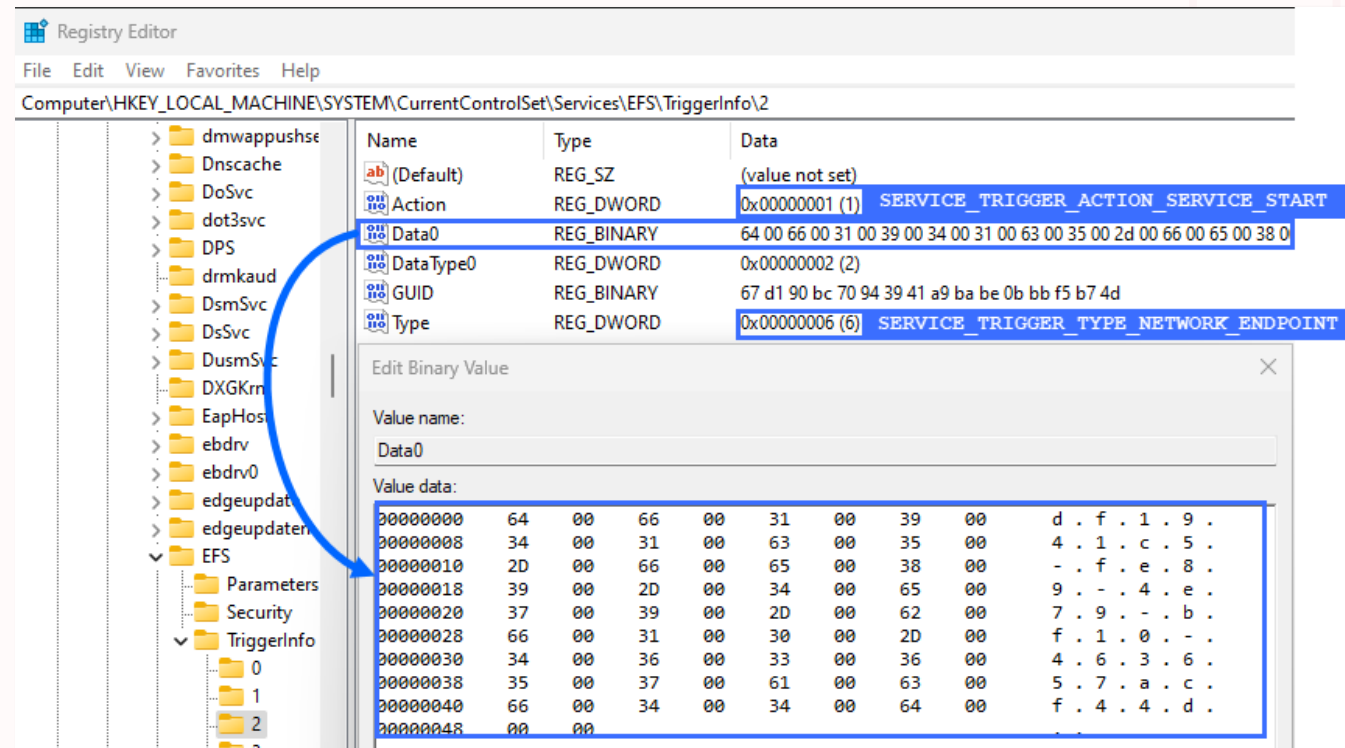 Registry Editor
File Edit View Favorites Help
Computer\HKEY_LOCAL_MACHINE\SYSTEM\CurrentControlSet\Services\EFS\TriggerInfo\2
dmwappushse
Dnscache
DoSvc
dot3svc
DPS
drmkaud
DsmSvc
DsSvc
DusmSvc
DXGKrn
EapHost
ebdrv
ebdrv0
edgeupdat
edgeupdatem
EFS
Parameters
Security
TriggerInfo
0
1
2
Name Type Data
(Default) REG_SZ (value not set)
Action REG_DWORD 0x00000001 (1) SERVICE_TRIGGER_ACTION_SERVICE_START
Data0 REG_BINARY 64 00 66 00 31 00 39 00 34 00 31 00 63 00 35 00 2d 00 66 00 65 00 38 0
DataType0 REG_DWORD 0x00000002 (2)
GUID REG_BINARY 67 d1 90 bc 70 94 39 41 a9 ba be 0b bb f5 b7 4d
Type REG_DWORD 0x00000006 (6) SERVICE_TRIGGER_TYPE_NETWORK_ENDPOINT
Edit Binary Value
Value name:
Data0
Value data:
00000000 64 00 66 00 31 00 39 00 d . f . 1 . 9 .
00000008 34 00 31 00 63 00 35 00 4 . 1 . c . 5 .
00000010 2D 00 66 00 65 00 38 00 - . f . e . 8 .
00000018 39 00 2D 00 34 00 65 00 9 . - . 4 . e .
00000020 37 00 39 00 2D 00 62 00 7 . 9 . - . b .
00000028 66 00 31 00 30 00 2D 00 f . 1 . 0 . - .
00000030 34 00 36 00 33 00 36 00 4 . 6 . 3 . 6 .
00000038 35 00 37 00 61 00 63 00 5 . 7 . a . c .
00000040 66 00 34 00 34 00 64 00 f . 4 . 4 . d .
00000048 00 00 . .